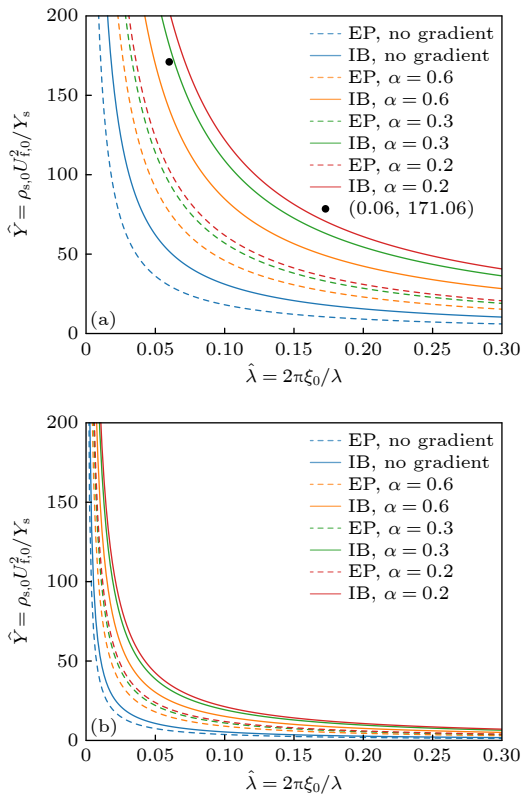 200
150
100
50
0
Ŷ = ρs,0 U²f,0/Ys
EP, no gradient
IB, no gradient
EP, α = 0.6
IB, α = 0.6
EP, α = 0.3
IB, α = 0.3
EP, α = 0.2
IB, α = 0.2
(0.06, 171.06)
(a)
0 0.05 0.10 0.15 0.20 0.25 0.30
λ̂ = 2πξ0/λ
200
150
100
50
0
Ŷ = ρs,0 U²f,0/Ys
EP, no gradient
IB, no gradient
EP, α = 0.6
IB, α = 0.6
EP, α = 0.3
IB, α = 0.3
EP, α = 0.2
IB, α = 0.2
(b)
0 0.05 0.10 0.15 0.20 0.25 0.30
λ̂ = 2πξ0/λ